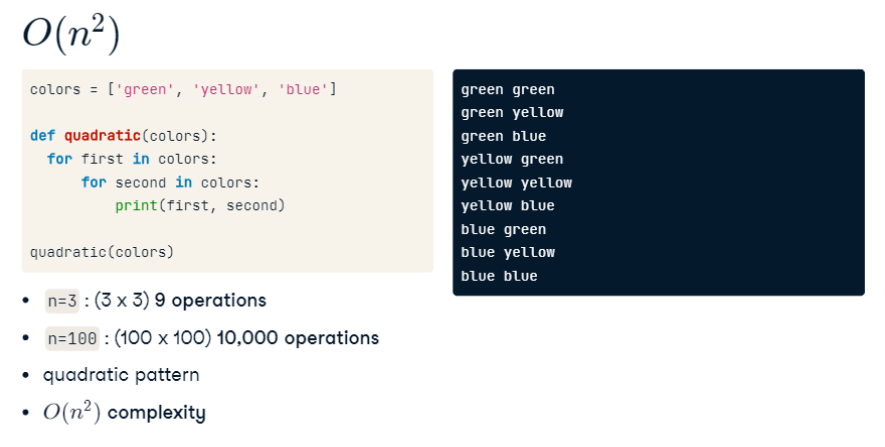 O(n²)
colors = ['green', 'yellow', 'blue']
def quadratic(colors):
  for first in colors:
      for second in colors:
          print(first, second)
quadratic(colors)
• n=3 : (3 x 3) 9 operations
• n=100 : (100 x 100) 10,000 operations
• quadratic pattern
• O(n²) complexity
green green
green yellow
green blue
yellow green
yellow yellow
yellow blue
blue green
blue yellow
blue blue